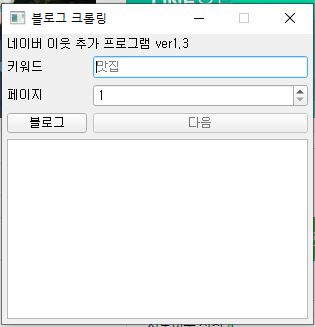 블로그 크롤링
네이버 이웃 추가 프로그램 ver1.3
키워드 맛집
페이지 1
블로그 다음